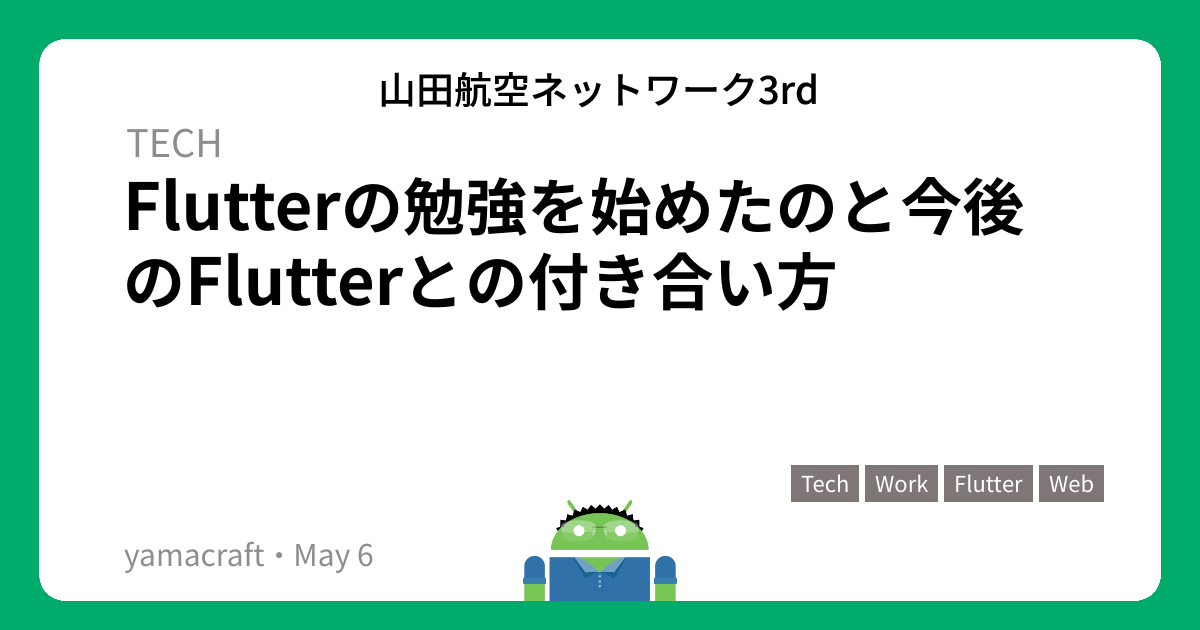 山田航空ネットワーク3rd
TECH
Flutterの勉強を始めたのと今後
のFlutterとの付き合い方
Tech Work Flutter Web
yamacraft・May 6